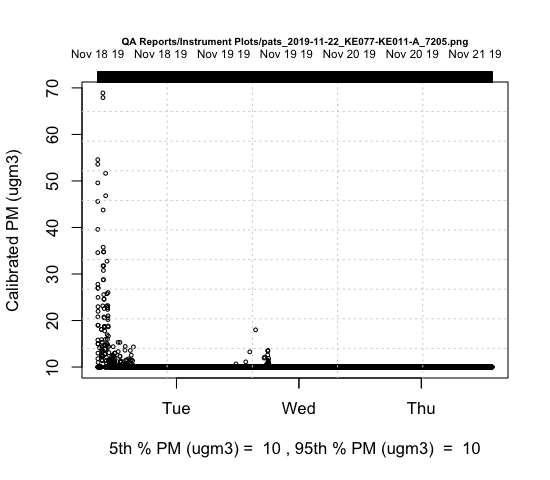 QA Reports/Instrument Plots/pats_2019-11-22_KE077-KE011-A_7205.png
Nov 18 19 Nov 18 19 Nov 19 19 Nov 19 19 Nov 20 19 Nov 20 19 Nov 21 19
70
60
50
40
30
20
10
Calibrated PM (ugm3)
Tue Wed Thu
5th % PM (ugm3) = 10 , 95th % PM (ugm3) = 10